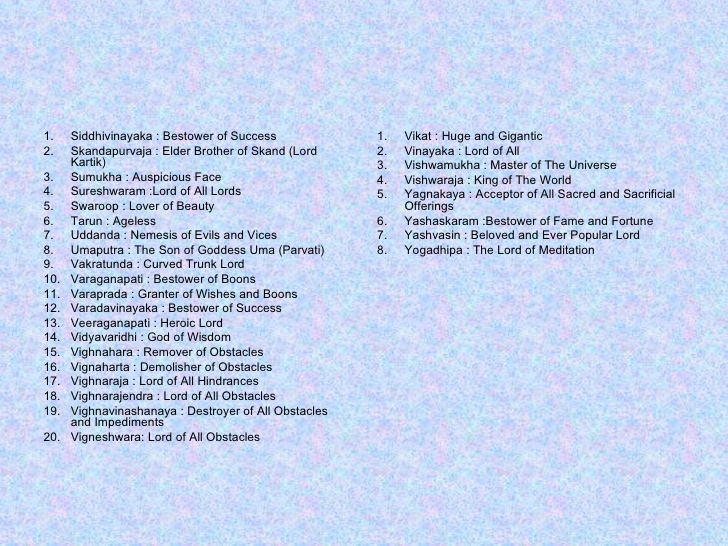 1. Siddhivinayaka : Bestower of Success
2. Skandapurvaja : Elder Brother of Skand (Lord
Kartik)
3. Sumukha : Auspicious Face
4. Sureshwaram :Lord of All Lords
5. Swaroop : Lover of Beauty
6. Tarun : Ageless
7. Uddanda : Nemesis of Evils and Vices
8. Umaputra : The Son of Goddess Uma (Parvati)
9. Vakratunda : Curved Trunk Lord
10. Varaganapati : Bestower of Boons
11. Varaprada : Granter of Wishes and Boons
12. Varadavinayaka : Bestower of Success
13. Veeraganapati : Heroic Lord
14. Vidyavaridhi : God of Wisdom
15. Vighnahara : Remover of Obstacles
16. Vignaharta : Demolisher of Obstacles
17. Vighnaraja : Lord of All Hindrances
18. Vighnarajendra : Lord of All Obstacles
19. Vighnavinashanaya : Destroyer of All Obstacles
and Impediments
20. Vigneshwara: Lord of All Obstacles
1. Vikat : Huge and Gigantic
2. Vinayaka : Lord of All
3. Vishwamukha : Master of The Universe
4. Vishwaraja : King of The World
5. Yagnakaya : Acceptor of All Sacred and Sacrificial
Offerings
6. Yashaskaram :Bestower of Fame and Fortune
7. Yashvasin : Beloved and Ever Popular Lord
8. Yogadhipa : The Lord of Meditation